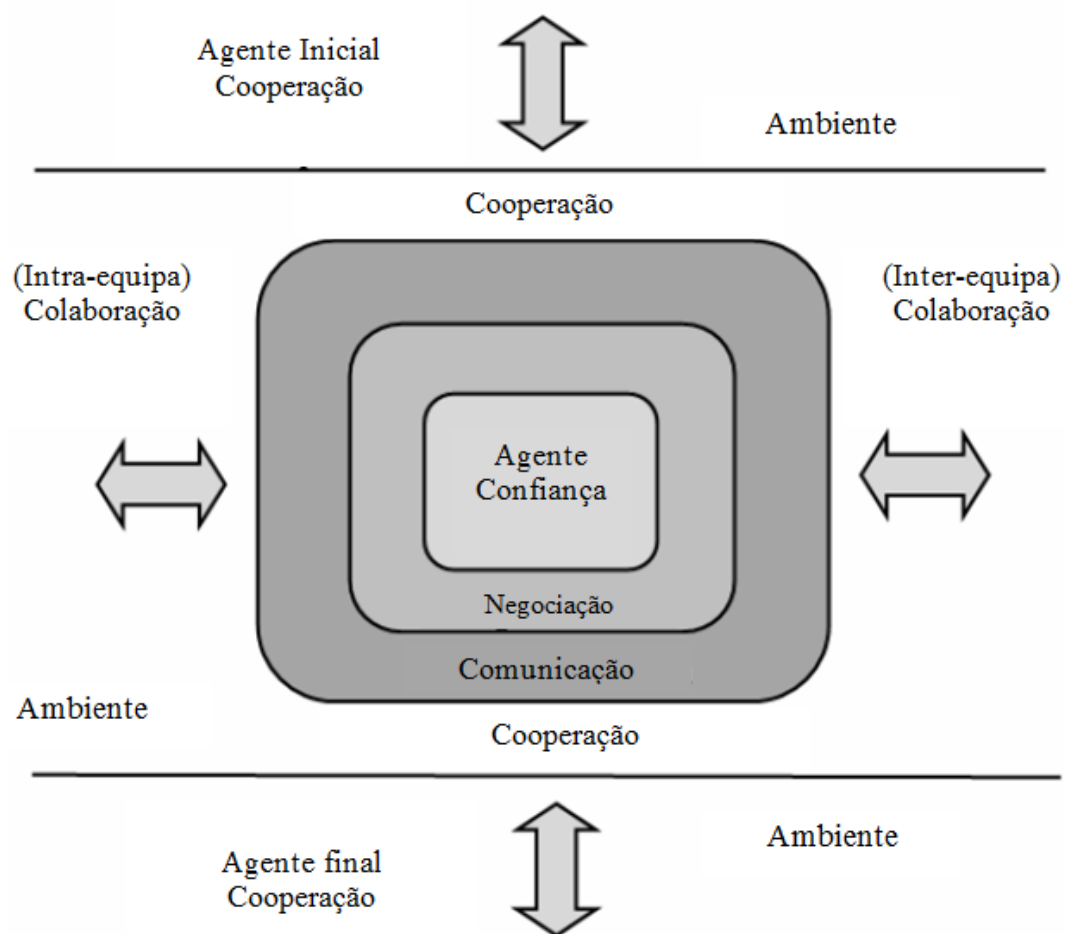 Agente Inicial
Cooperação
Ambiente
Cooperação
(Intra-equipa)
Colaboração
(Inter-equipa)
Colaboração
Agente
Confiança
Negociação
Comunicação
Ambiente
Cooperação
Agente final
Cooperação
Ambiente